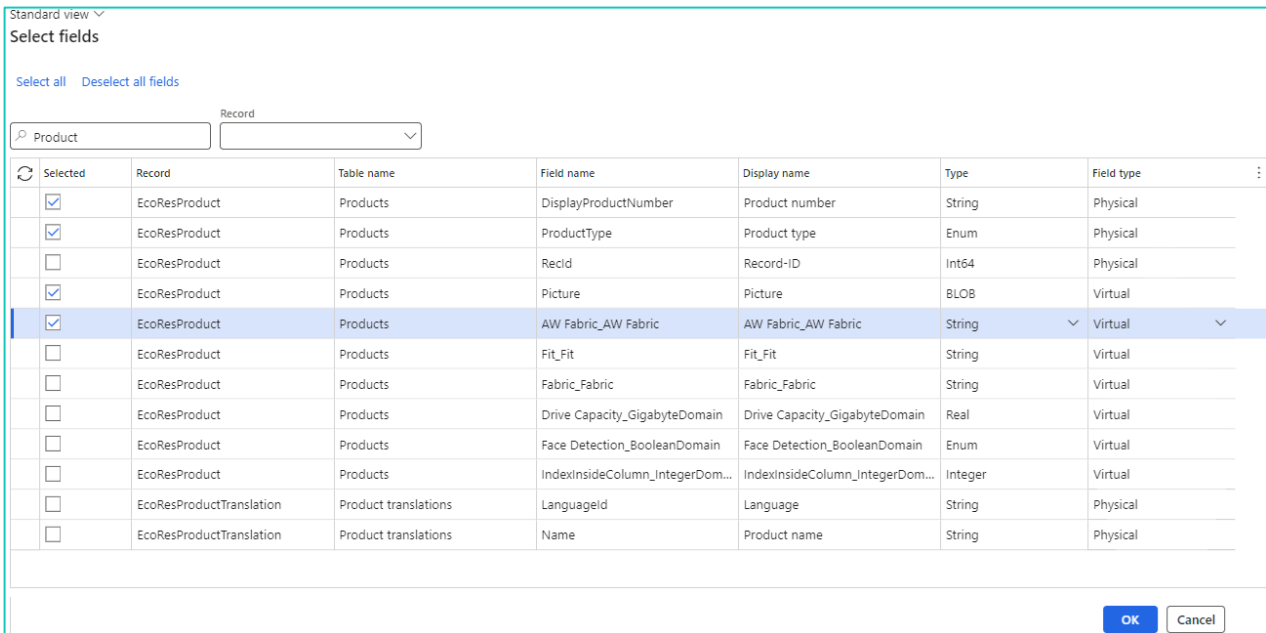 Standard view
Select fields
Select all Deselect all fields
Record
Product
Selected Record Table name Field name Display name Type Field type
EcoResProduct Products DisplayProductNumber Product number String Physical
EcoResProduct Products ProductType Product type Enum Physical
EcoResProduct Products RecId Record-ID Int64 Physical
EcoResProduct Products Picture Picture BLOB Virtual
EcoResProduct Products AW Fabric_AW Fabric AW Fabric_AW Fabric String Virtual
EcoResProduct Products Fit_Fit Fit_Fit String Virtual
EcoResProduct Products Fabric_Fabric Fabric_Fabric String Virtual
EcoResProduct Products Drive Capacity_GigabyteDomain Drive Capacity_GigabyteDomain Real Virtual
EcoResProduct Products Face Detection_BooleanDomain Face Detection_BooleanDomain Enum Virtual
EcoResProduct Products IndexInsideColumn_IntegerDom... IndexInsideColumn_IntegerDom... Integer Virtual
EcoResProductTranslation Product translations LanguageId Language String Physical
EcoResProductTranslation Product translations Name Product name String Physical
OK Cancel